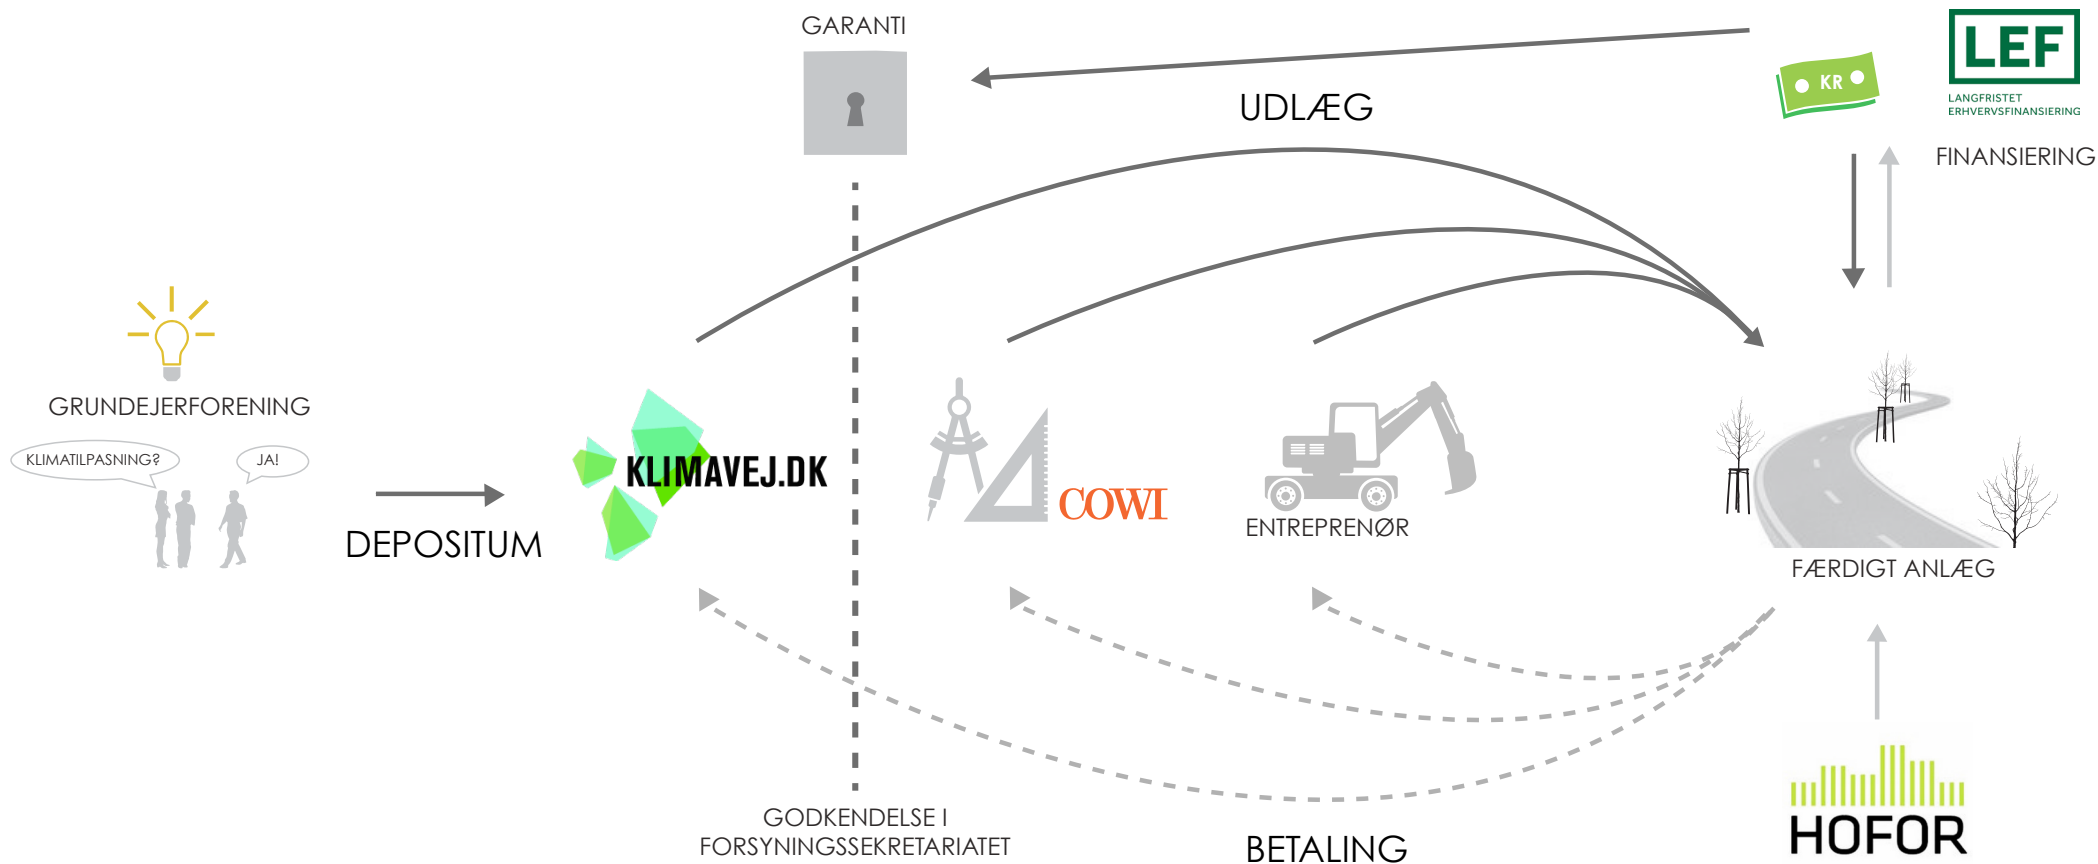 GARANTI
UDLÆG
KR
LEF
LANGFRISTET
ERHVERVSFINANSIERING
FINANSIERING
GRUNDEJERFORENING
KLIMATILPASNING?
JA!
DEPOSITUM
KLIMAVEJ.DK
COWI
ENTREPRENØR
FÆRDIGT ANLÆG
GODKENDELSE I
FORSYNINGSSEKRETARIATET
BETALING
HOFOR